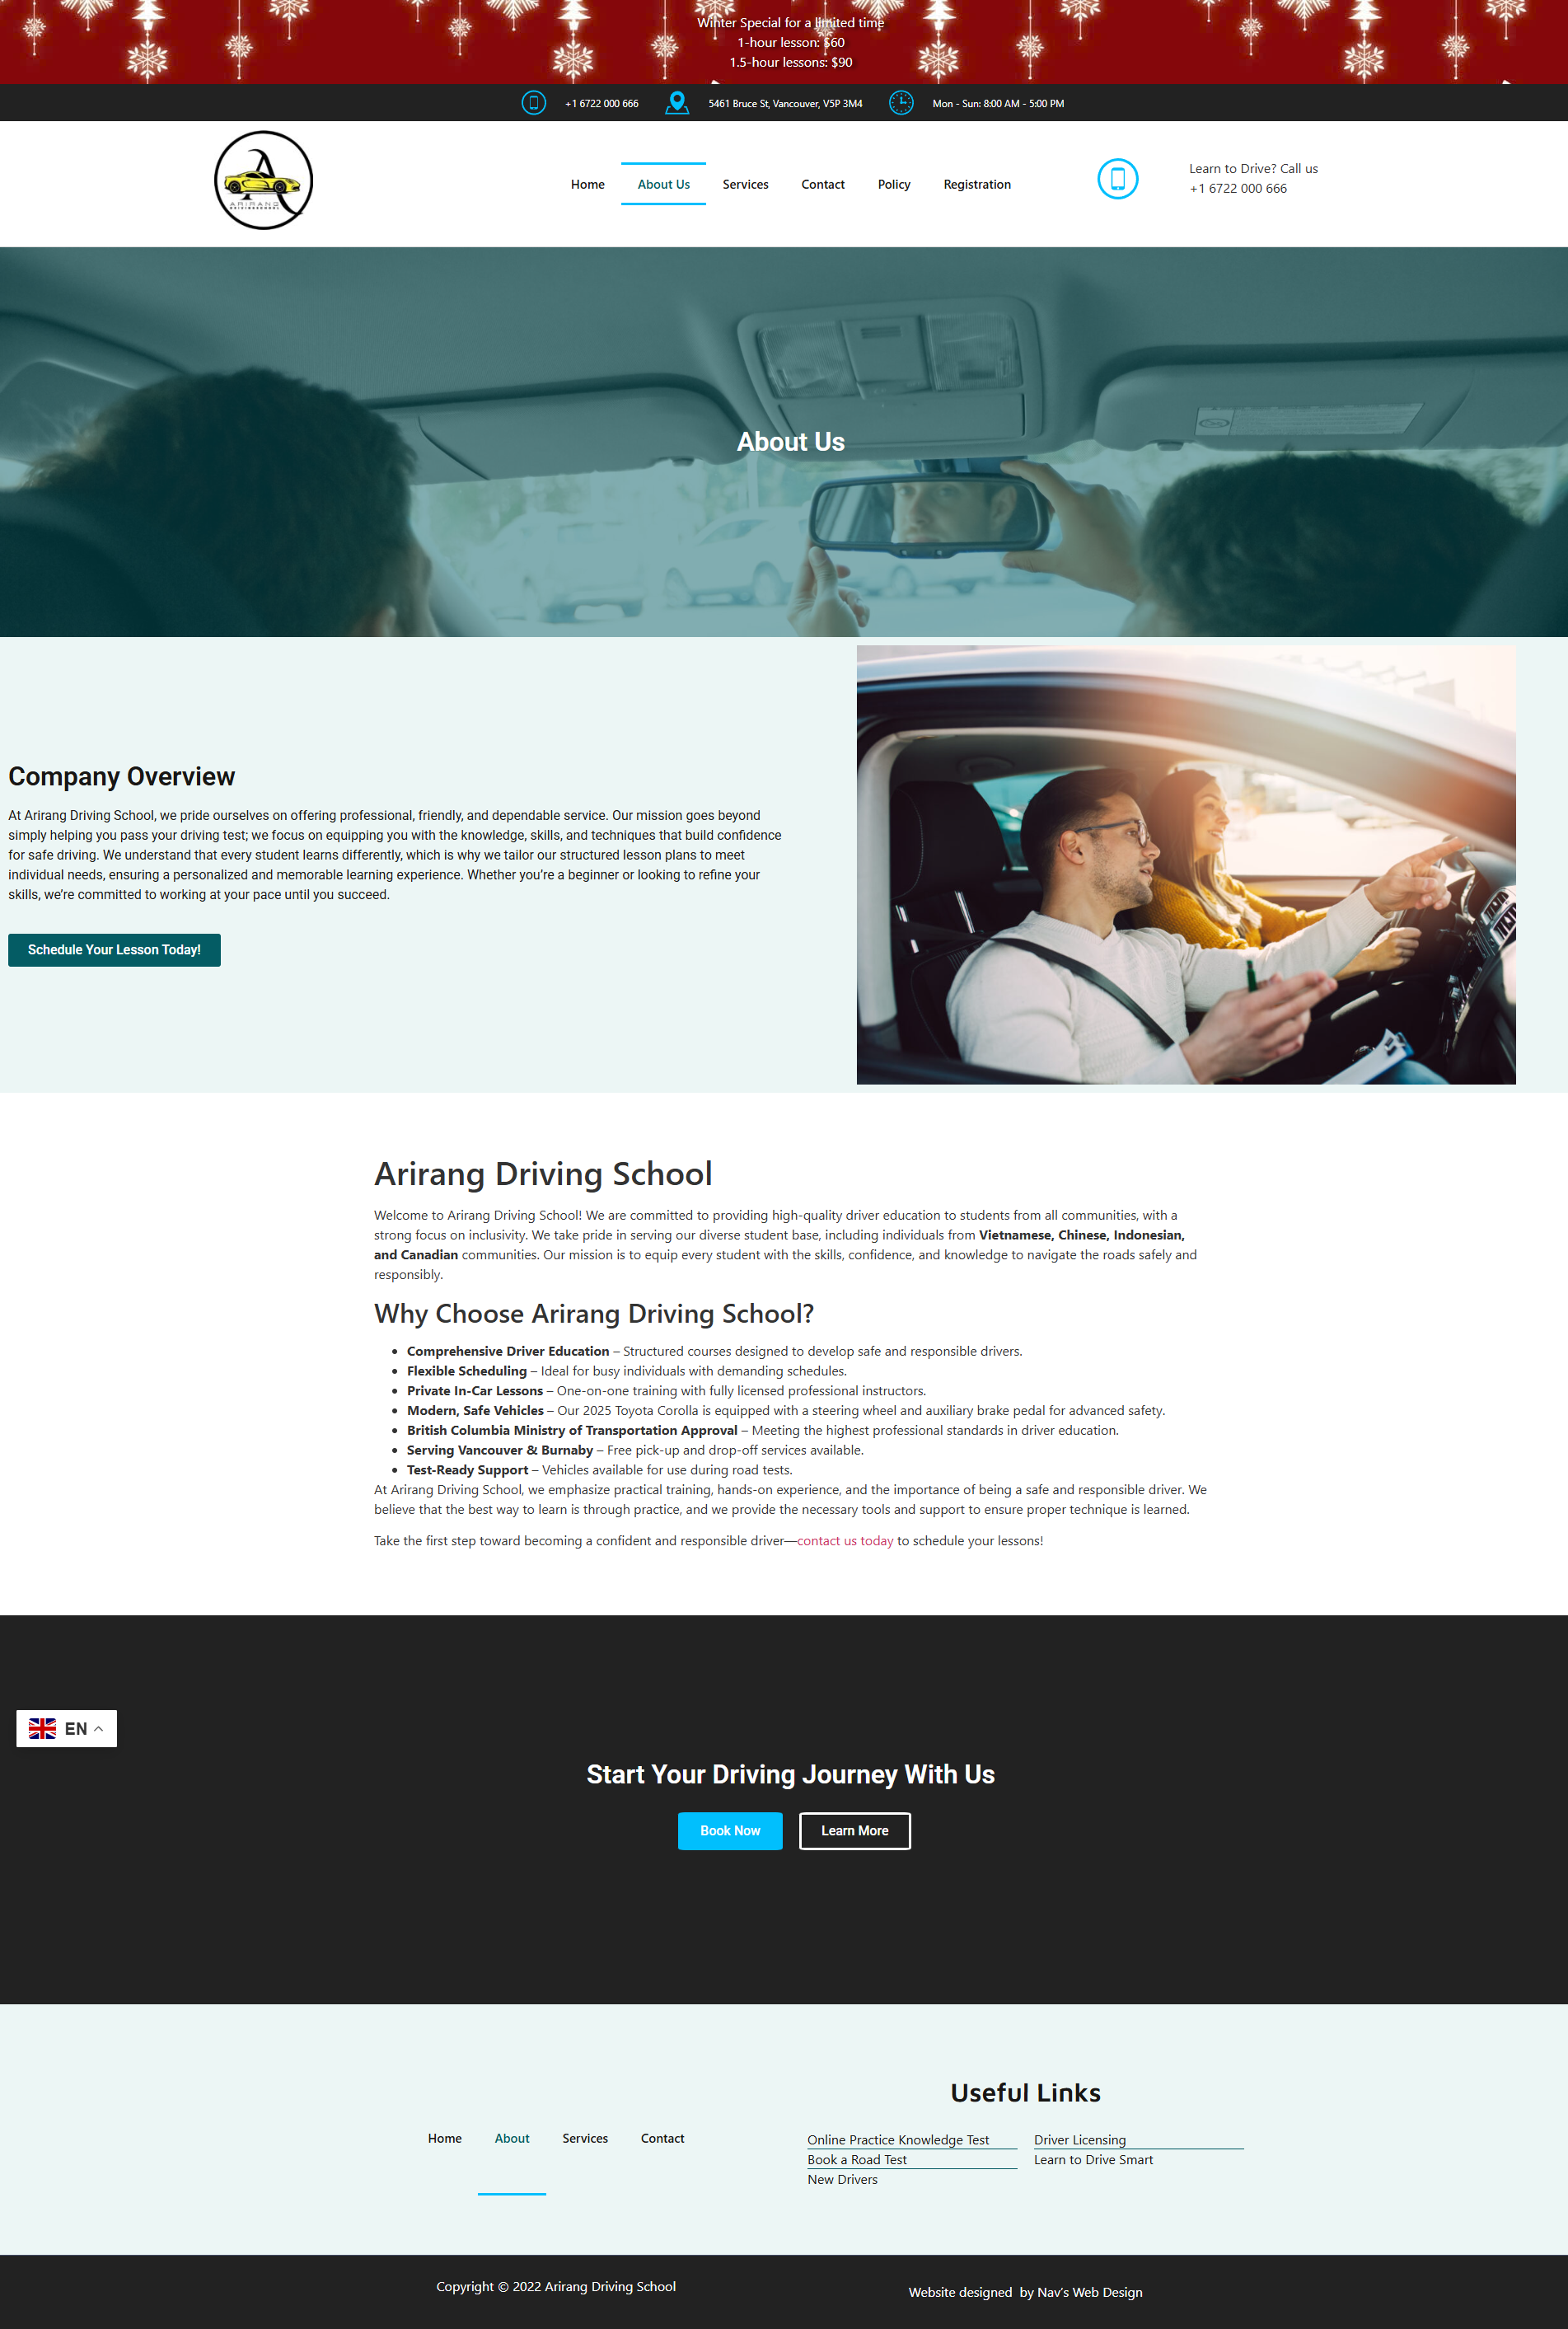 Winter Special for a limited time
1-hour lesson: $60
1.5-hour lessons: $90
+1 6722 000 666
5461 Bruce St, Vancouver, V5P 3M4
Mon - Sun: 8:00 AM - 5:00 PM
ARIRANG
DRIVING SCHOOL
Home
About Us
Services
Contact
Policy
Registration
Learn to Drive? Call us
+1 6722 000 666
About Us
Company Overview
At Arirang Driving School, we pride ourselves on offering professional, friendly, and dependable service. Our mission goes beyond
simply helping you pass your driving test; we focus on equipping you with the knowledge, skills, and techniques that build confidence
for safe driving. We understand that every student learns differently, which is why we tailor our structured lesson plans to meet
individual needs, ensuring a personalized and memorable learning experience. Whether you’re a beginner or looking to refine your
skills, we’re committed to working at your pace until you succeed.
Schedule Your Lesson Today!
Arirang Driving School
Welcome to Arirang Driving School! We are committed to providing high-quality driver education to students from all communities, with a
strong focus on inclusivity. We take pride in serving our diverse student base, including individuals from Vietnamese, Chinese, Indonesian,
and Canadian communities. Our mission is to equip every student with the skills, confidence, and knowledge to navigate the roads safely and
responsibly.
Why Choose Arirang Driving School?
• Comprehensive Driver Education – Structured courses designed to develop safe and responsible drivers.
• Flexible Scheduling – Ideal for busy individuals with demanding schedules.
• Private In-Car Lessons – One-on-one training with fully licensed professional instructors.
• Modern, Safe Vehicles – Our 2025 Toyota Corolla is equipped with a steering wheel and auxiliary brake pedal for advanced safety.
• British Columbia Ministry of Transportation Approval – Meeting the highest professional standards in driver education.
• Serving Vancouver & Burnaby – Free pick-up and drop-off services available.
• Test-Ready Support – Vehicles available for use during road tests.
At Arirang Driving School, we emphasize practical training, hands-on experience, and the importance of being a safe and responsible driver. We
believe that the best way to learn is through practice, and we provide the necessary tools and support to ensure proper technique is learned.
Take the first step toward becoming a confident and responsible driver—contact us today to schedule your lessons!
EN
Start Your Driving Journey With Us
Book Now
Learn More
Home
About
Services
Contact
Useful Links
Online Practice Knowledge Test
Book a Road Test
New Drivers
Driver Licensing
Learn to Drive Smart
Copyright © 2022 Arirang Driving School
Website designed  by Nav’s Web Design